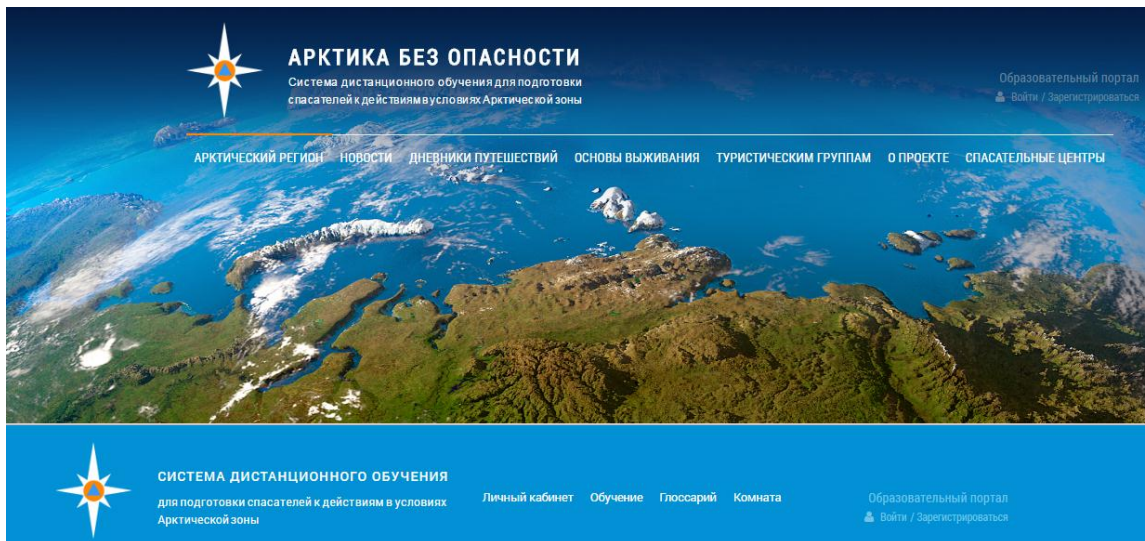 АРКТИКА БЕЗ ОПАСНОСТИ
Система дистанционного обучения для подготовки
спасателей к действиям в условиях Арктической зоны
Образовательный портал
Войти / Зарегистрироваться
АРКТИЧЕСКИЙ РЕГИОН НОВОСТИ ДНЕВНИКИ ПУТЕШЕСТВИЙ ОСНОВЫ ВЫЖИВАНИЯ ТУРИСТИЧЕСКИМ ГРУППАМ О ПРОЕКТЕ СПАСАТЕЛЬНЫЕ ЦЕНТРЫ
СИСТЕМА ДИСТАНЦИОННОГО ОБУЧЕНИЯ
для подготовки спасателей к действиям в условиях
Арктической зоны
Личный кабинет Обучение Глоссарий Комната
Образовательный портал
Войти / Зарегистрироваться